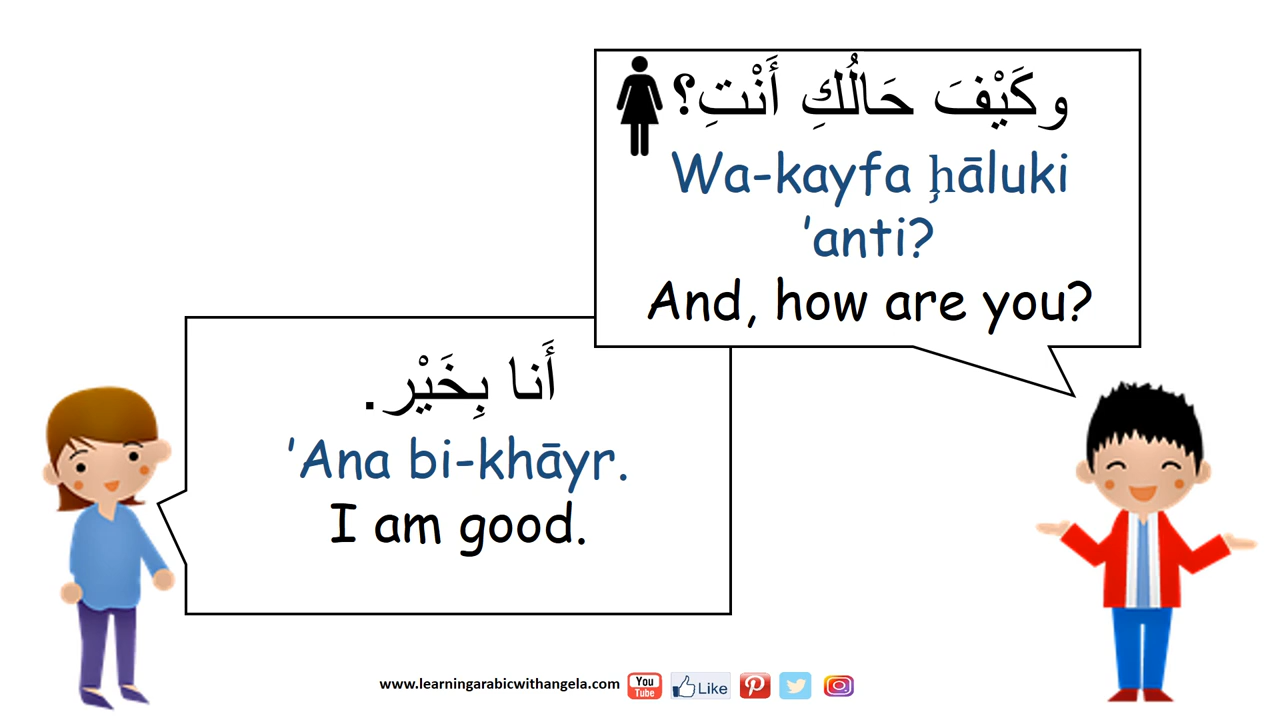 وكَيْفَ حَالُكِ أَنْتِ؟
Wa-kayfa ḩāluki
'anti?
And, how are you?
أَنا بِخَيْر.
'Ana bi-khāyr.
I am good.
www.learningarabicwithangela.com You Tube Like